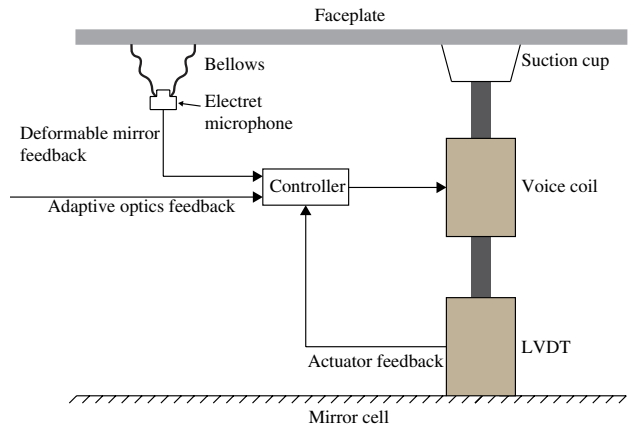 Faceplate
Bellows
Suction cup
Electret
microphone
Deformable mirror
feedback
Controller
Voice coil
Adaptive optics feedback
LVDT
Actuator feedback
Mirror cell